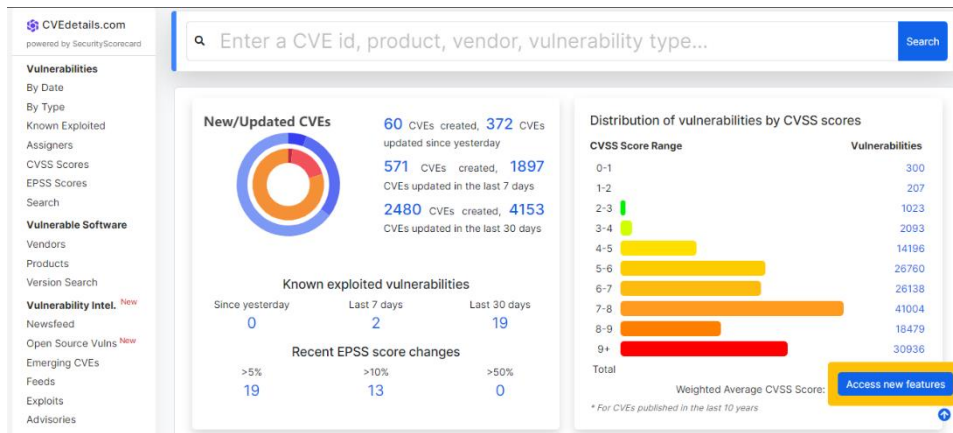 CVEdetails.com
powered by SecurityScorecard
Vulnerabilities
By Date
By Type
Known Exploited
Assigners
CVSS Scores
EPSS Scores
Search
Vulnerable Software
Vendors
Products
Version Search
Vulnerability Intel. New
Newsfeed
Open Source Vulns New
Emerging CVEs
Feeds
Exploits
Advisories
Enter a CVE id, product, vendor, vulnerability type...
Search
New/Updated CVEs
60 CVEs created, 372 CVEs
updated since yesterday
571 CVEs created, 1897
CVEs updated in the last 7 days
2480 CVEs created, 4153
CVEs updated in the last 30 days
Known exploited vulnerabilities
Since yesterday Last 7 days Last 30 days
0 2 19
Recent EPSS score changes
>5% >10% >50%
19 13 0
Distribution of vulnerabilities by CVSS scores
CVSS Score Range Vulnerabilities
0-1 300
1-2 207
2-3 1023
3-4 2093
4-5 14196
5-6 26760
6-7 26138
7-8 41004
8-9 18479
9+ 30936
Total
Weighted Average CVSS Score:
Access new features
* For CVEs published in the last 10 years